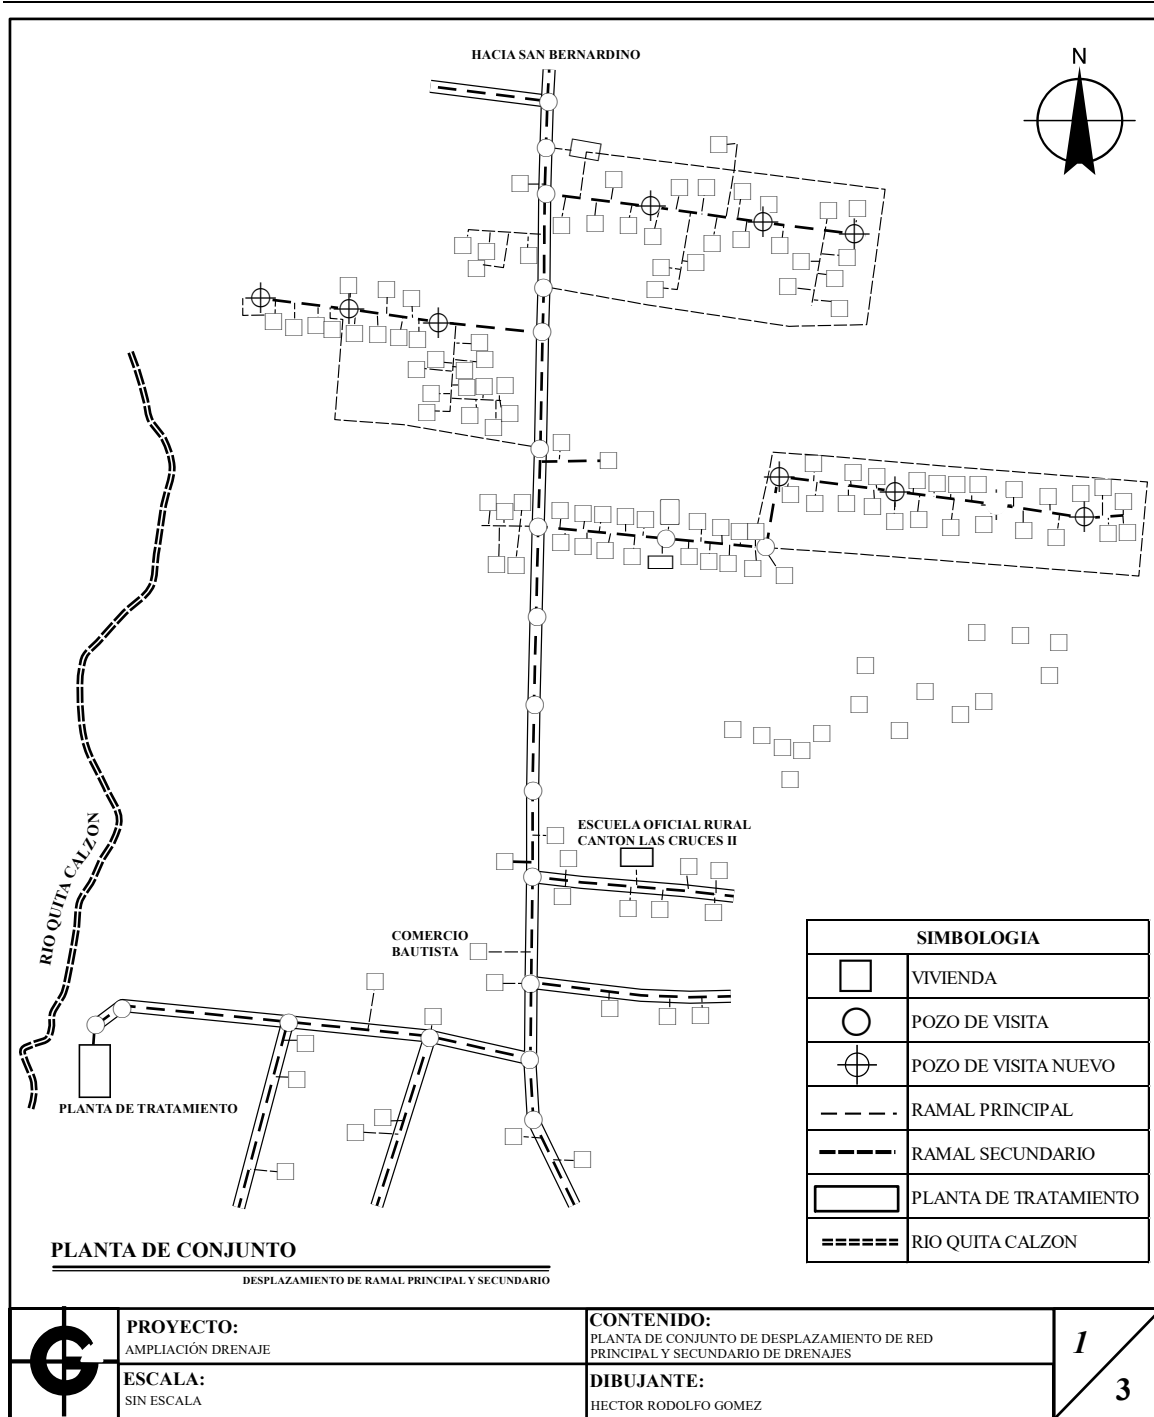 HACIA SAN BERNARDINO
N
RIO QUITA CALZON
ESCUELA OFICIAL RURAL
CANTON LAS CRUCES II
COMERCIO
BAUTISTA
PLANTA DE TRATAMIENTO
SIMBOLOGIA
VIVIENDA
POZO DE VISITA
POZO DE VISITA NUEVO
RAMAL PRINCIPAL
RAMAL SECUNDARIO
PLANTA DE TRATAMIENTO
RIO QUITA CALZON
PLANTA DE CONJUNTO
DESPLAZAMIENTO DE RAMAL PRINCIPAL Y SECUNDARIO
G
PROYECTO:
AMPLIACIÓN DRENAJE
ESCALA:
SIN ESCALA
CONTENIDO:
PLANTA DE CONJUNTO DE DESPLAZAMIENTO DE RED
PRINCIPAL Y SECUNDARIO DE DRENAJES
DIBUJANTE:
HECTOR RODOLFO GOMEZ
1
3